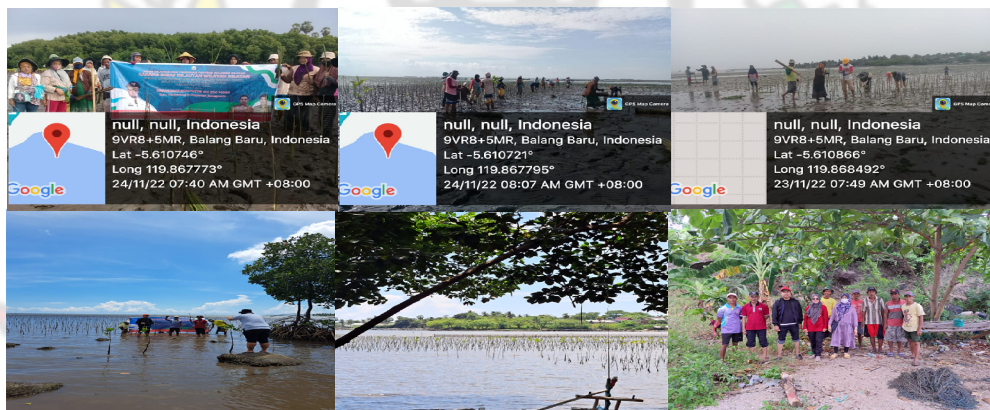 GPS Map Camera
null, null, Indonesia
9VR8+5MR, Balang Baru, Indonesia
Lat -5.610746°
Long 119.867773°
24/11/22 07:40 AM GMT +08:00
Google
GPS Map Camera
null, null, Indonesia
9VR8+5MR, Balang Baru, Indonesia
Lat -5.610721°
Long 119.867795°
24/11/22 08:07 AM GMT +08:00
Google
GPS Map Camera
null, null, Indonesia
9VR8+5MR, Balang Baru, Indonesia
Lat -5.610866°
Long 119.868492°
23/11/22 07:49 AM GMT +08:00
Google